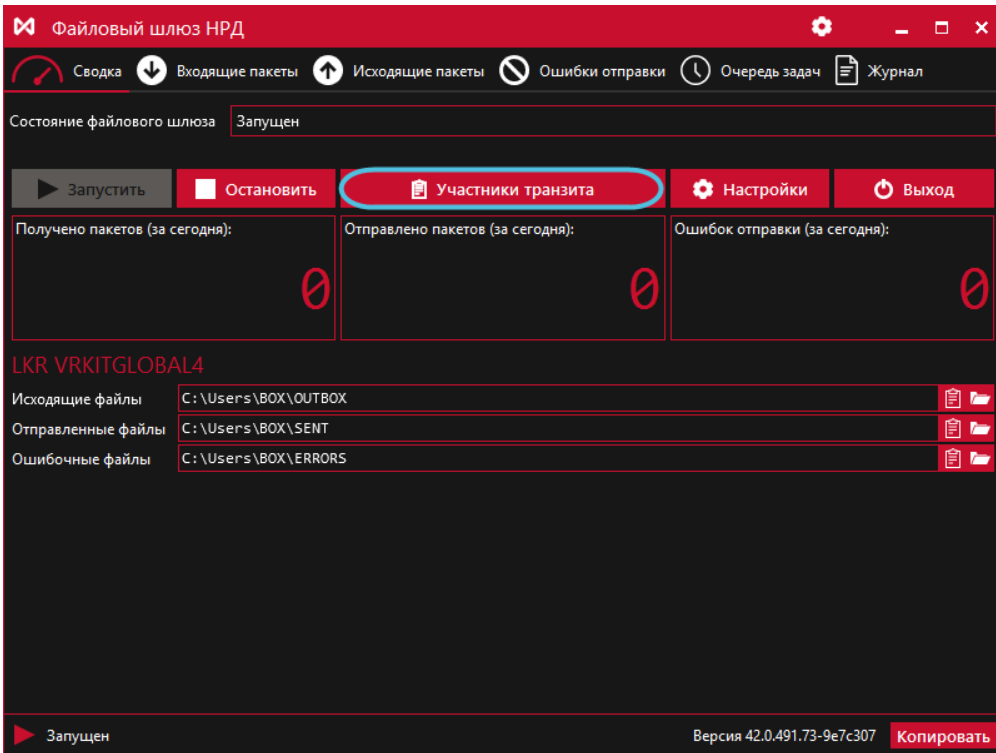 Файловый шлюз НРД
Сводка Входящие пакеты Исходящие пакеты Ошибки отправки Очередь задач Журнал
Состояние файлового шлюза Запущен
Запустить Остановить Участники транзита Настройки Выход
Получено пакетов (за сегодня): Отправлено пакетов (за сегодня): Ошибок отправки (за сегодня):
0 0 0
LKR VRKITGLOBAL4
Исходящие файлы C:\Users\BOX\OUTBOX
Отправленные файлы C:\Users\BOX\SENT
Ошибочные файлы C:\Users\BOX\ERRORS
Запущен Версия 42.0.491.73-9e7c307 Копировать